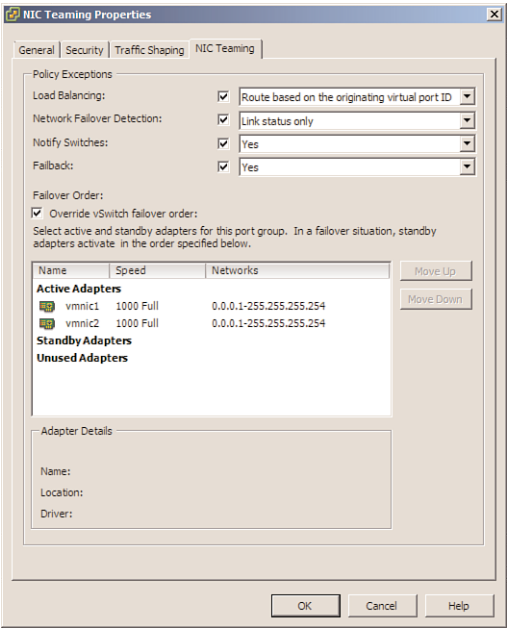 NIC Teaming Properties
General Security Traffic Shaping NIC Teaming
Policy Exceptions
Load Balancing: Route based on the originating virtual port ID
Network Failover Detection: Link status only
Notify Switches: Yes
Failback: Yes
Failover Order:
Override vSwitch failover order:
Select active and standby adapters for this port group. In a failover situation, standby
adapters activate in the order specified below.
Name Speed Networks Move Up
Active Adapters
Move Down
vmnic1 1000 Full 0.0.0.1-255.255.255.254
vmnic2 1000 Full 0.0.0.1-255.255.255.254
Standby Adapters
Unused Adapters
Adapter Details
Name:
Location:
Driver:
OK Cancel Help